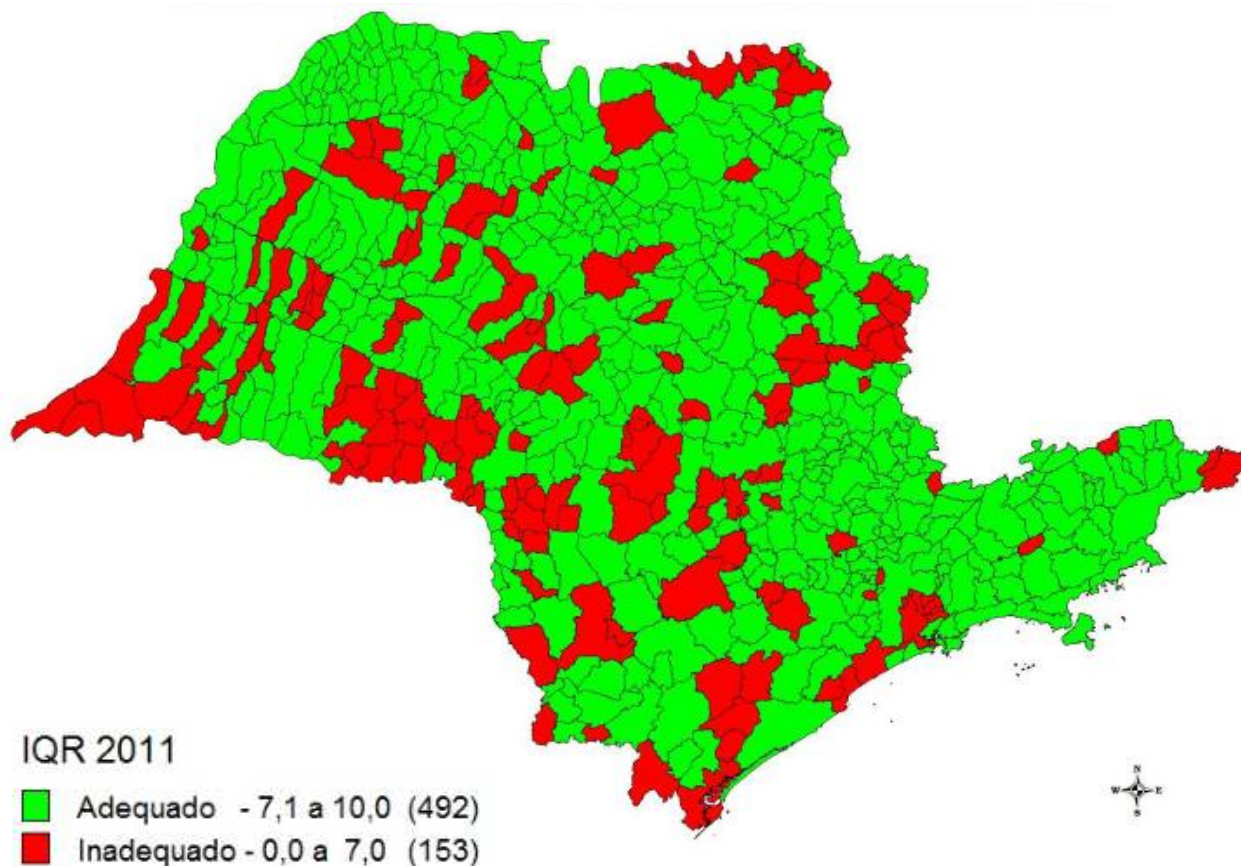 IQR 2011
Adequado - 7,1 a 10,0 (492)
Inadequado - 0,0 a 7,0 (153)
N
W E
S